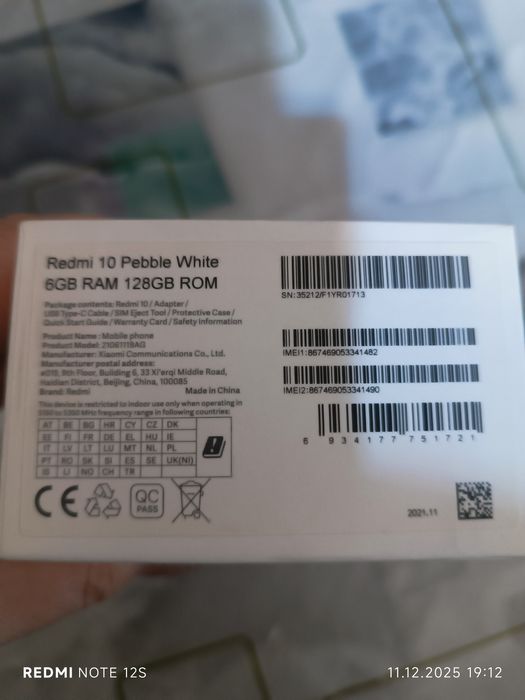 Redmi 10 Pebble White
6GB RAM 128GB ROM
Package contents: Redmi 10 / Adapter /
USB Type-C Cable / SIM Eject Tool / Protective Case /
Quick Start Guide / Warranty Card / Safety Information
Product Name: Mobile phone
Product Model: 21061119AG
Manufacturer: Xiaomi Communications Co., Ltd.
Manufacturer postal address:
#019, 9th Floor, Building 6, 33 Xi'erqi Middle Road,
Haidian District, Beijing, China, 100085
Brand: Redmi Made in China
This device is restricted to indoor use only when operating in
5150 to 5350 MHz frequency range in following countries:
AT BE BG HR CY CZ DK
EE FI FR DE EL HU IE
IT LV LT LU MT NL PL
PT RO SK SI ES SE UK(NI)
IS LI NO CH TR
CE
QC
PASS
SN:35212/F1YR01713
IMEI1:867469053341482
IMEI2:867469053341490
6 934177 751721
2021.11
REDMI NOTE 12S
11.12.2025 19:12